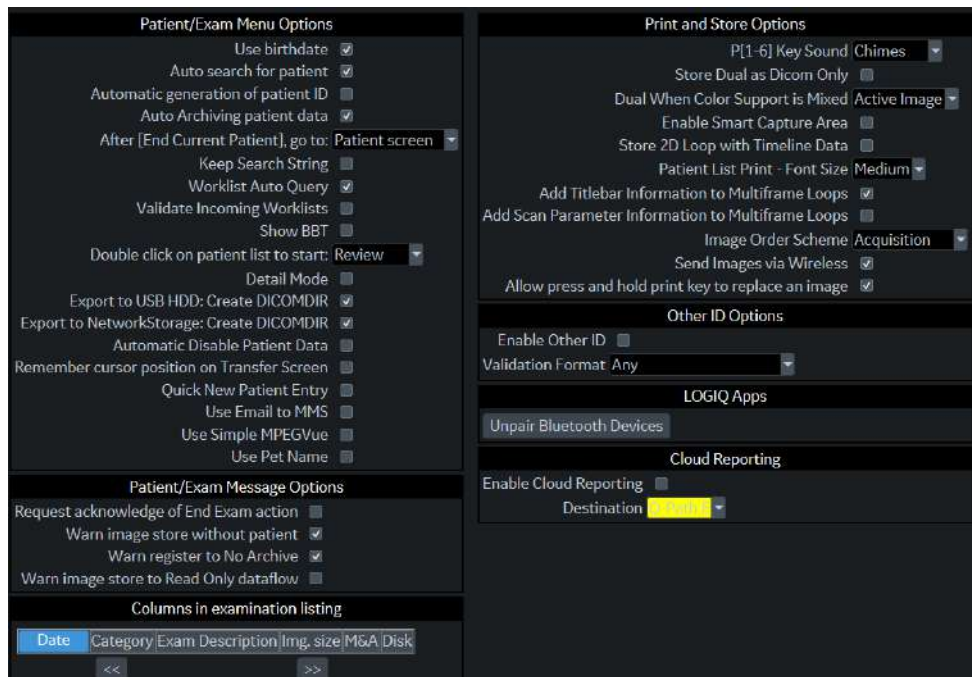 Patient/Exam Menu Options
Use birthdate
Auto search for patient
Automatic generation of patient ID
Auto Archiving patient data
After [End Current Patient], go to: Patient screen
Keep Search String
Worklist Auto Query
Validate Incoming Worklists
Show BBT
Double click on patient list to start: Review
Detail Mode
Export to USB HDD: Create DICOMDIR
Export to NetworkStorage: Create DICOMDIR
Automatic Disable Patient Data
Remember cursor position on Transfer Screen
Quick New Patient Entry
Use Email to MMS
Use Simple MPEGVue
Use Pet Name
Patient/Exam Message Options
Request acknowledge of End Exam action
Warn image store without patient
Warn register to No Archive
Warn image store to Read Only dataflow
Columns in examination listing
Date Category Exam Description Img. size M&A Disk
<< >>
Print and Store Options
P[1-6] Key Sound Chimes
Store Dual as Dicom Only
Dual When Color Support is Mixed Active Image
Enable Smart Capture Area
Store 2D Loop with Timeline Data
Patient List Print - Font Size Medium
Add Titlebar Information to Multiframe Loops
Add Scan Parameter Information to Multiframe Loops
Image Order Scheme Acquisition
Send Images via Wireless
Allow press and hold print key to replace an image
Other ID Options
Enable Other ID
Validation Format Any
LOGIQ Apps
Unpair Bluetooth Devices
Cloud Reporting
Enable Cloud Reporting
Destination